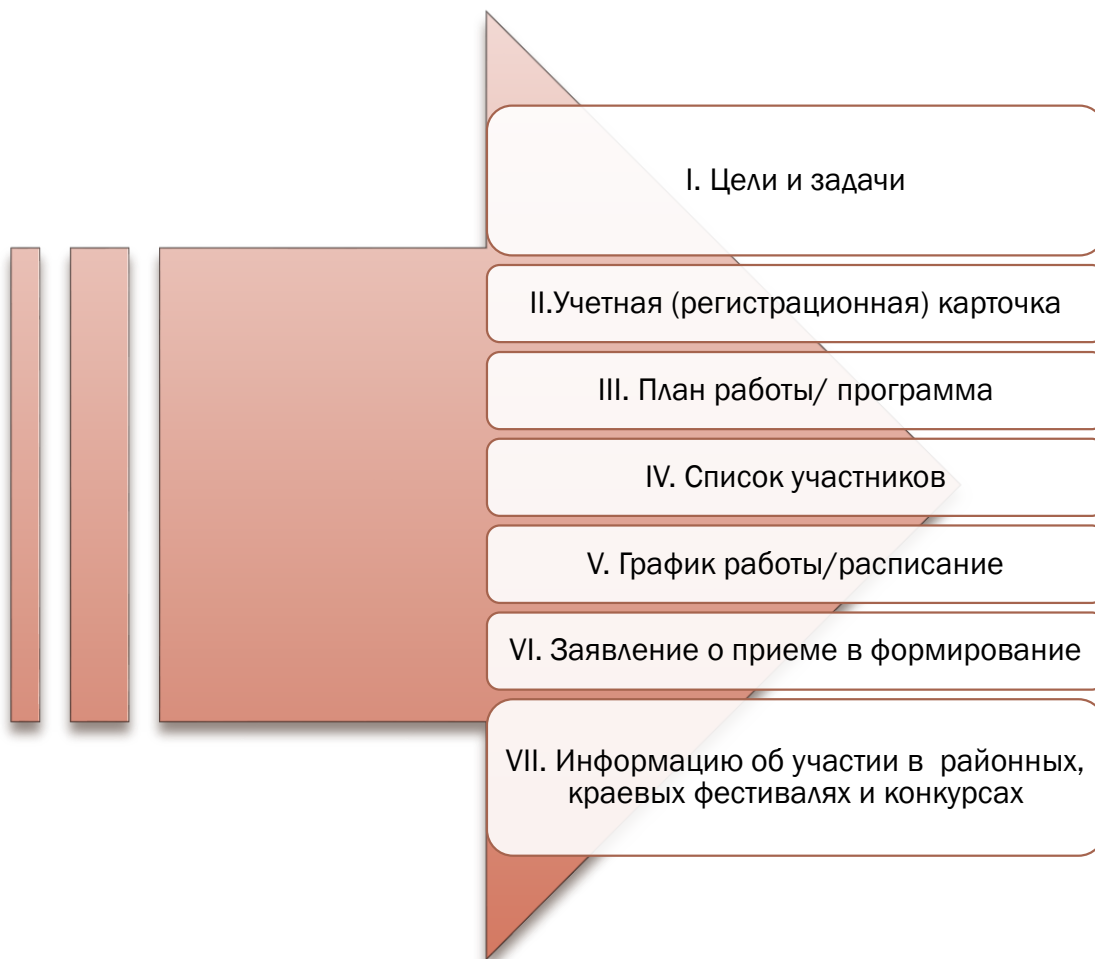 I. Цели и задачи
II.Учетная (регистрационная) карточка
III. План работы/ программа
IV. Список участников
V. График работы/расписание
VI. Заявление о приеме в формирование
VII. Информацию об участии в  районных,
краевых фестивалях и конкурсах